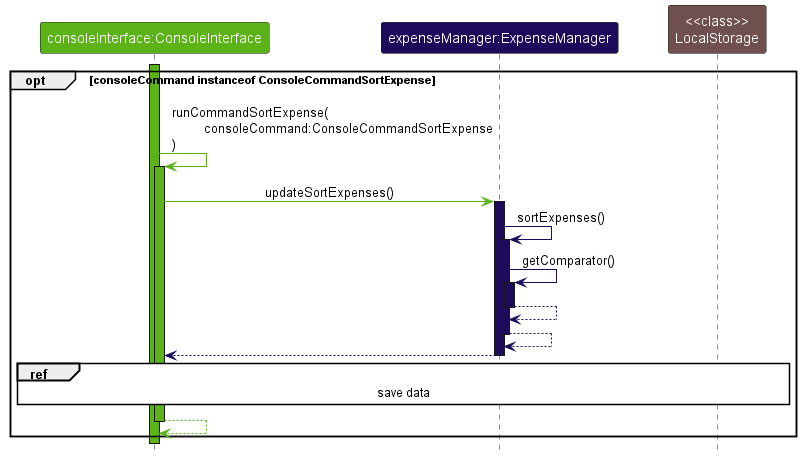 <<class>>
consoleInterface:ConsoleInterface
expenseManager:ExpenseManager
LocalStorage
opt
[consoleCommand instanceof ConsoleCommandSortExpense]
runCommandSortExpense(
consoleCommand:ConsoleCommandSortExpense
)
updateSortExpenses()
sortExpenses()
getComparator()
ref
save data